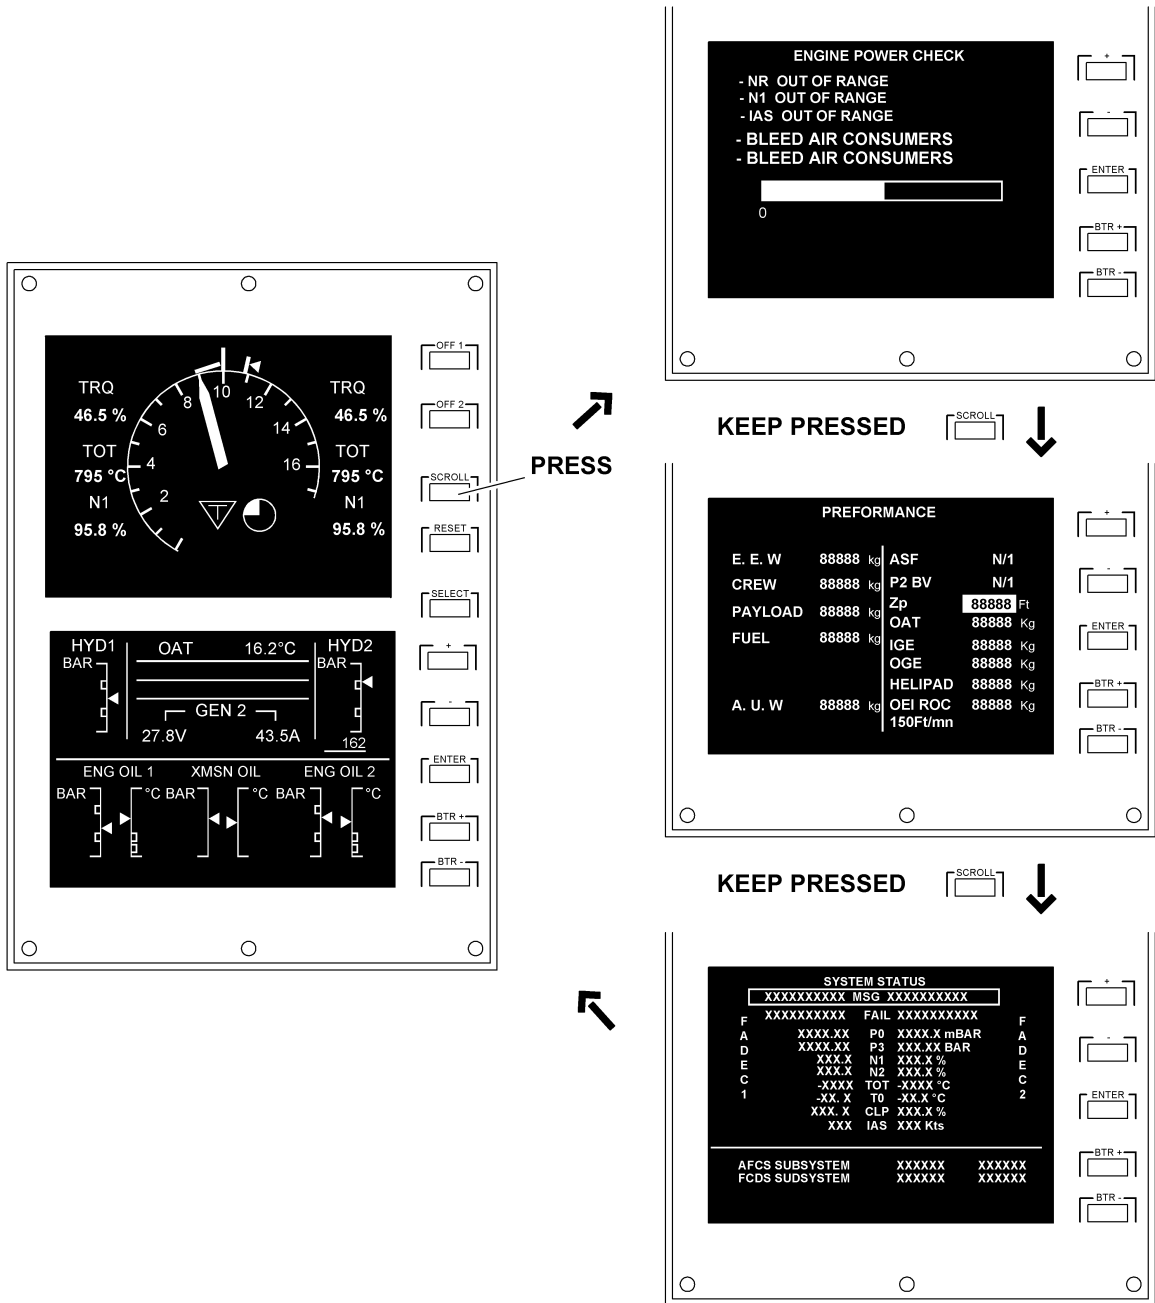 TRQ
46.5 %
TOT
795 °C
N1
95.8 %
2
4
6
8
10
12
14
16
T
TRQ
46.5 %
TOT
795 °C
N1
95.8 %
OFF 1
OFF 2
SCROLL
RESET
SELECT
+
-
ENTER
BTR +
BTR -
HYD1 OAT 16.2°C HYD2
BAR BAR
GEN 2
27.8V 43.5A
162
ENG OIL 1 XMSN OIL ENG OIL 2
BAR °C BAR °C BAR °C
PRESS
ENGINE POWER CHECK
- NR OUT OF RANGE
- N1 OUT OF RANGE
- IAS OUT OF RANGE
- BLEED AIR CONSUMERS
- BLEED AIR CONSUMERS
0
+
-
ENTER
BTR +
BTR -
KEEP PRESSED SCROLL
PREFORMANCE
E. E. W 88888 kg ASF N/1
CREW 88888 kg P2 BV N/1
Zp 88888 Ft
PAYLOAD 88888 kg OAT 88888 Kg
FUEL 88888 kg IGE 88888 Kg
OGE 88888 Kg
HELIPAD 88888 Kg
A. U. W 88888 kg OEI ROC 88888 Kg
150Ft/mn
+
-
ENTER
BTR +
BTR -
KEEP PRESSED SCROLL
SYSTEM STATUS
XXXXXXXXXX MSG XXXXXXXXXX
XXXXXXXXXX FAIL XXXXXXXXXX
XXXX.XX P0 XXXX.X mBAR
XXXX.XX P3 XXX.XX BAR
XXX.X N1 XXX.X %
XXX.X N2 XXX.X %
-XXXX TOT -XXXX °C
-XX. X T0 -XX.X °C
XXX. X CLP XXX.X %
XXX IAS XXX Kts
FADEC1
FADEC2
AFCS SUBSYSTEM XXXXXX XXXXXX
FCDS SUDSYSTEM XXXXXX XXXXXX
+
-
ENTER
BTR +
BTR -